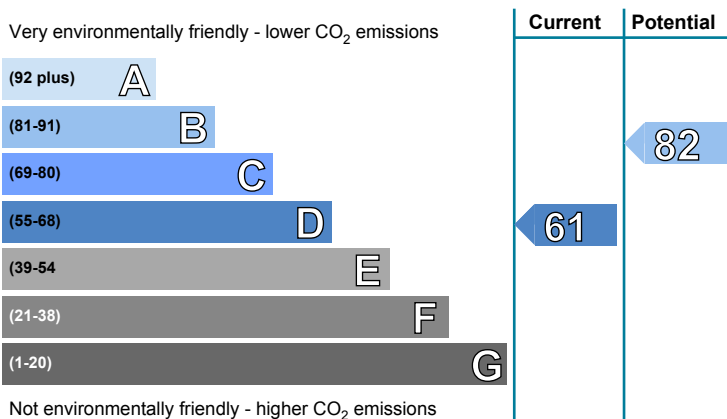 Very environmentally friendly - lower CO2 emissions
Current
Potential
(92 plus) A
(81-91) B
82
(69-80) C
(55-68) D
61
(39-54 E
(21-38) F
(1-20) G
Not environmentally friendly - higher CO2 emissions